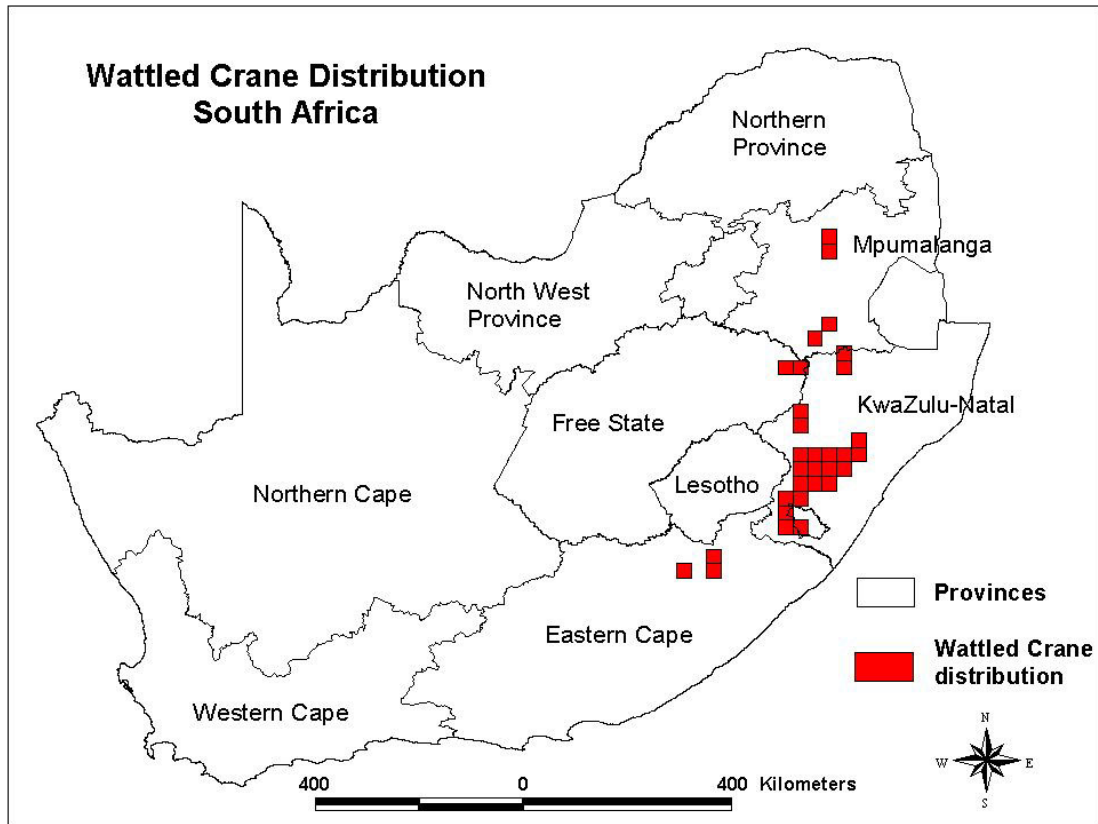 Wattled Crane Distribution
South Africa
Northern
Province
Mpumalanga
North West
Province
KwaZulu-Natal
Free State
Lesotho
Northern Cape
Provinces
Eastern Cape
Wattled Crane
distribution
Western Cape
N
W
E
S
400
0
400
Kilometers